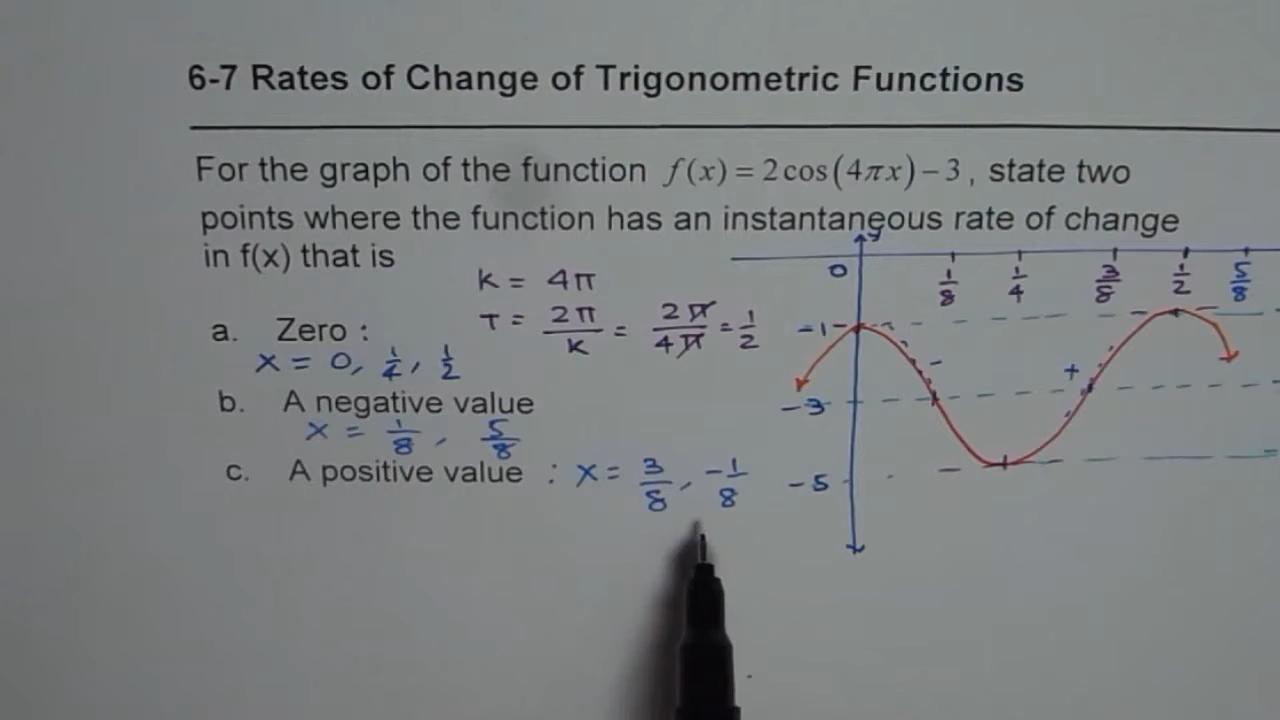 6-7 Rates of Change of Trigonometric Functions
For the graph of the function f(x) = 2 cos(4πx) − 3, state two
points where the function has an instantaneous rate of change
in f(x) that is
K = 4π
a. Zero :
T = 2π/K = 2π/4π = 1/2
x = 0, 1/4, 1/2
b. A negative value
x = 1/8, 5/8
c. A positive value : x = 3/8, -1/8
y
0 1/8 1/4 3/8 1/2 5/8
-1
- +
-3
-5